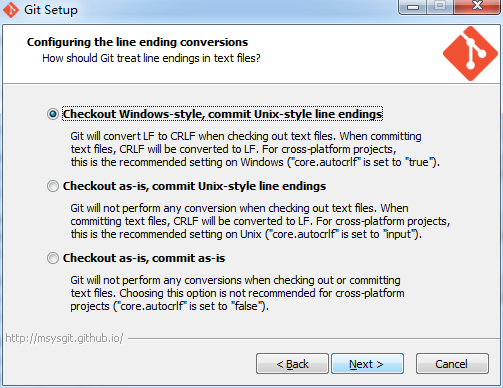 Git Setup
Configuring the line ending conversions
How should Git treat line endings in text files?
Checkout Windows-style, commit Unix-style line endings
Git will convert LF to CRLF when checking out text files. When committing
text files, CRLF will be converted to LF. For cross-platform projects,
this is the recommended setting on Windows ("core.autocrlf" is set to "true").
Checkout as-is, commit Unix-style line endings
Git will not perform any conversion when checking out text files. When
committing text files, CRLF will be converted to LF. For cross-platform projects,
this is the recommended setting on Unix ("core.autocrlf" is set to "input").
Checkout as-is, commit as-is
Git will not perform any conversions when checking out or committing
text files. Choosing this option is not recommended for cross-platform
projects ("core.autocrlf" is set to "false").
http://msysgit.github.io/
< Back
Next >
Cancel